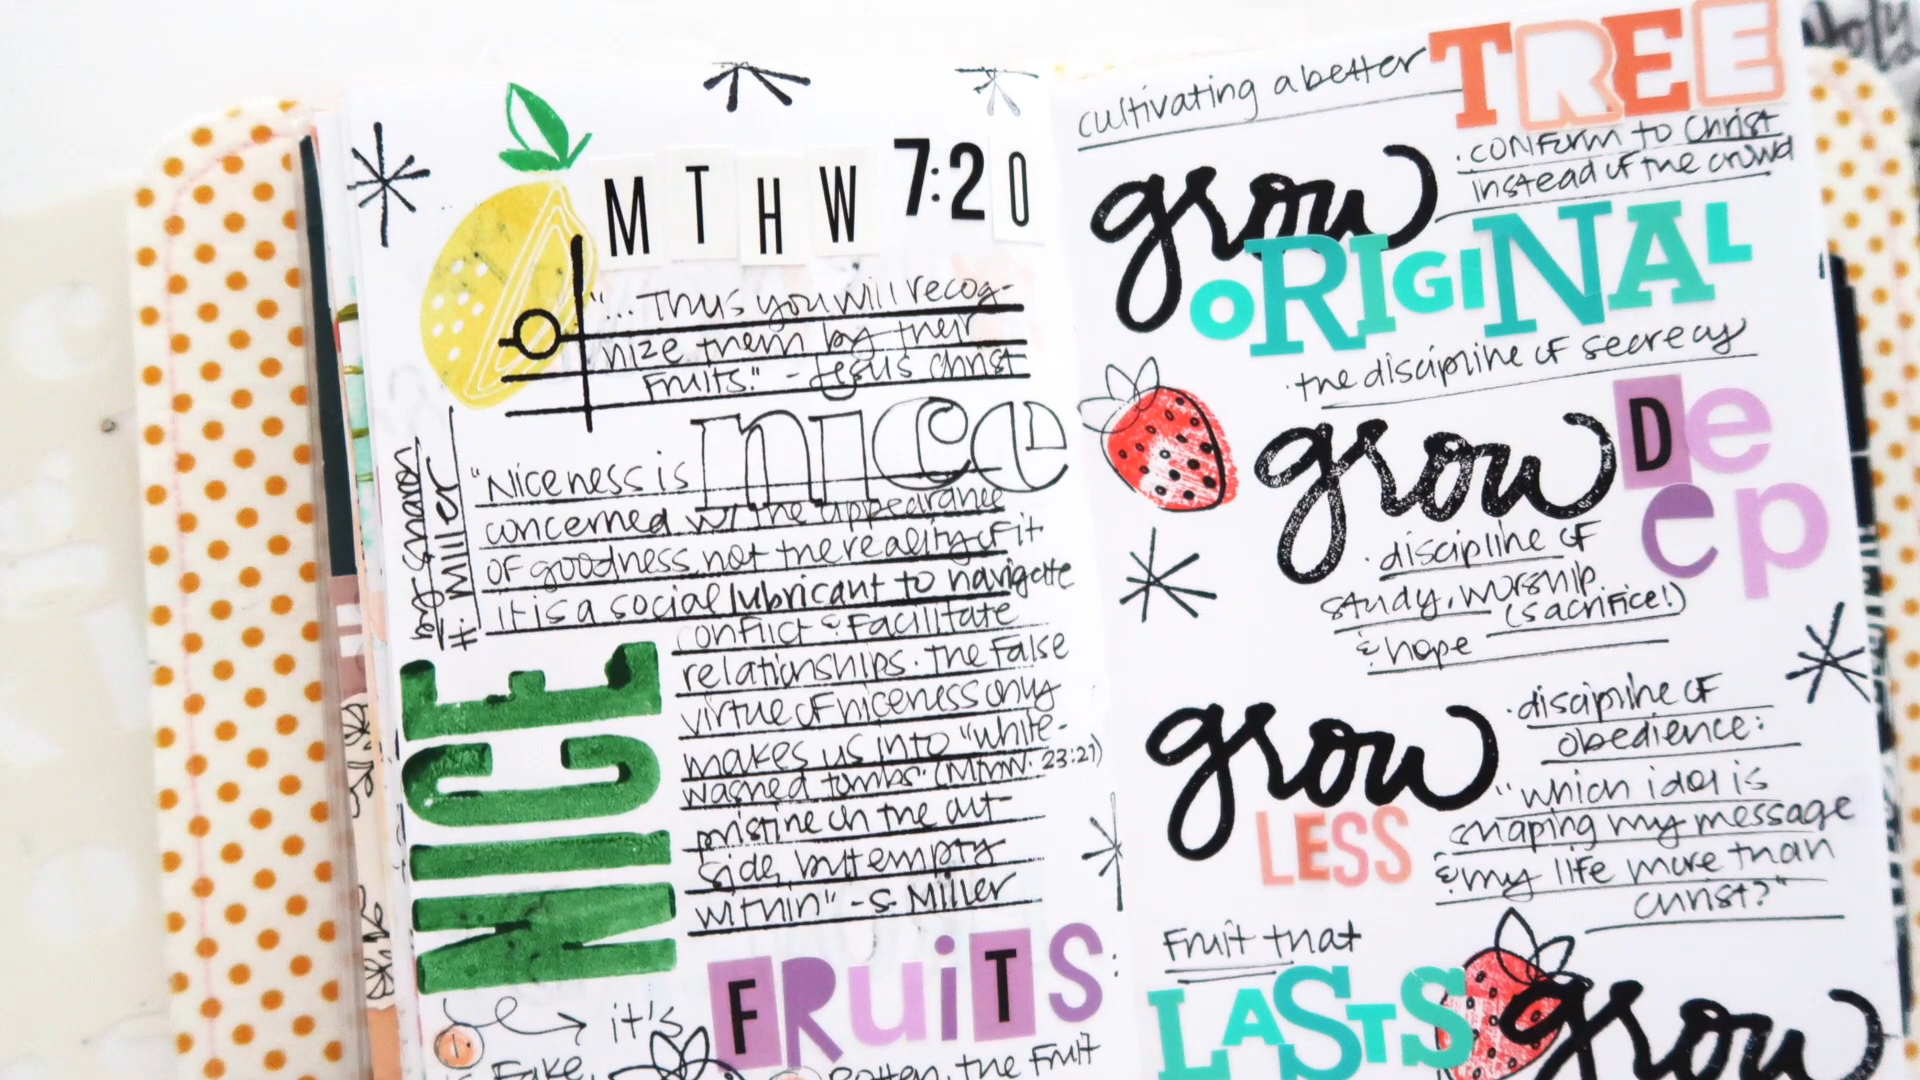 MTHW 7:20
"... Thus you will recog-
nize them by their
Fruits." - Jesus Christ
nice
"Niceness is
concerned w/ the appearance
of goodness not the reality of it
it is a social lubricant to navigate
conflict & facilitate
relationships. the false
virtue of niceness only
makes us into "white-
washed tombs" (Mthw. 23:27)
pristine on the out
side, but empty
within" - S. Miller
#: Miller
NICE
FRuiTS:
it's
1.
Fake,
rotten, the fruit
cultivating a better TREE
· conform to Christ
instead of the crowd
grow
ORIGINAL
· the discipline of secrecy
grow Deep
· discipline of
study, worship
(sacrifice!)
& hope
grow
LESS
· discipline of
obedience:
"which idol is
shaping my message
& my life more than
Christ?"
Fruit that
LASTS
grow